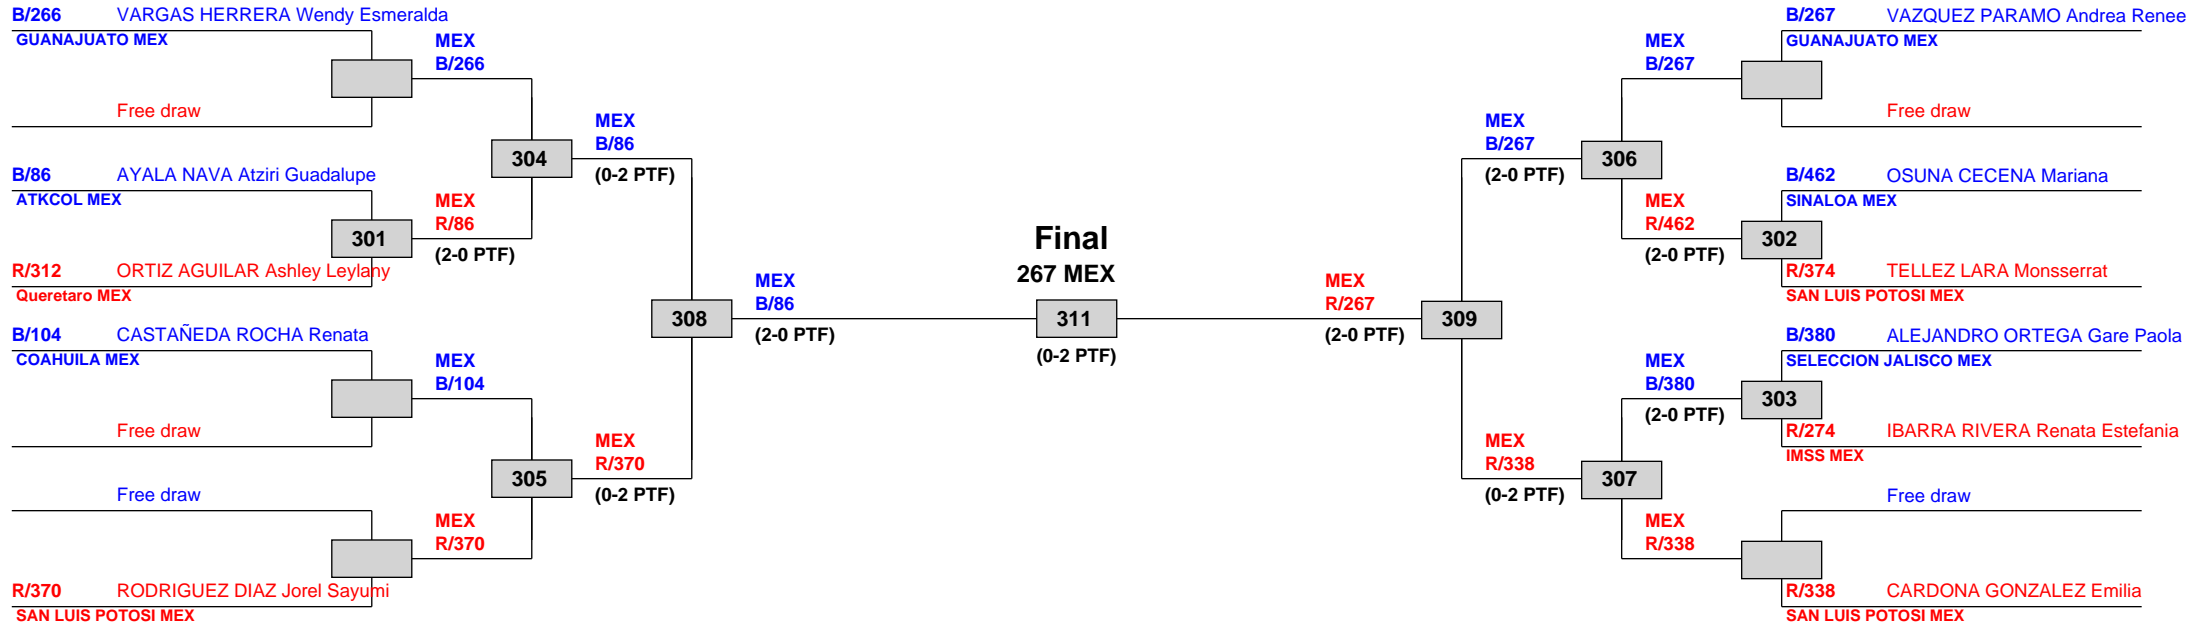 B/266 VARGAS HERRERA Wendy Esmeralda
GUANAJUATO MEX
Free draw
B/86 AYALA NAVA Atziri Guadalupe
ATKCOL MEX
R/312 ORTIZ AGUILAR Ashley Leylany
Queretaro MEX
B/104 CASTAÑEDA ROCHA Renata
COAHUILA MEX
Free draw
Free draw
R/370 RODRIGUEZ DIAZ Jorel Sayumi
SAN LUIS POTOSI MEX
301
MEX
B/266
MEX
R/86
(2-0 PTF)
MEX
B/104
MEX
R/370
304
305
MEX
B/86
(0-2 PTF)
MEX
R/370
(0-2 PTF)
308
MEX
B/86
(2-0 PTF)
Final
267 MEX
311
(0-2 PTF)
MEX
R/267
(2-0 PTF)
309
MEX
B/267
(2-0 PTF)
MEX
R/338
(0-2 PTF)
306
307
MEX
B/267
MEX
R/462
(2-0 PTF)
MEX
B/380
(2-0 PTF)
MEX
R/338
302
303
B/267 VAZQUEZ PARAMO Andrea Renee
GUANAJUATO MEX
Free draw
B/462 OSUNA CECENA Mariana
SINALOA MEX
R/374 TELLEZ LARA Monsserrat
SAN LUIS POTOSI MEX
B/380 ALEJANDRO ORTEGA Gare Paola
SELECCION JALISCO MEX
R/274 IBARRA RIVERA Renata Estefania
IMSS MEX
Free draw
R/338 CARDONA GONZALEZ Emilia
SAN LUIS POTOSI MEX